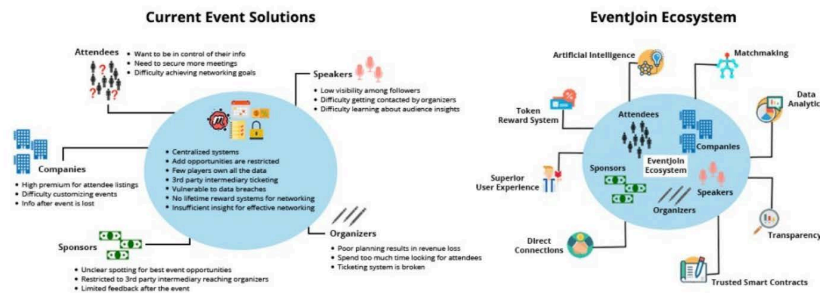 Current Event Solutions
Attendees
• Want to be in control of their info
• Need to secure more meetings
• Difficulty achieving networking goals
Speakers
• Low visibility among followers
• Difficulty getting contacted by organizers
• Difficulty learning about audience insights
• Centralized systems
• Add opportunities are restricted
• Few players own all the data
• 3rd party intermediary ticketing
• Vulnerable to data breaches
• No lifetime reward systems for networking
• Insufficient insight for effective networking
Companies
• High premium for attendee listings
• Difficulty customizing events
• Info after event is lost
Organizers
• Poor planning results in revenue loss
• Spend too much time looking for attendees
• Ticketing system is broken
Sponsors
• Unclear spotting for best event opportunities
• Restricted to 3rd party intermediary reaching organizers
• Limited feedback after the event
EventJoin Ecosystem
Artificial Intelligence
Matchmaking
Token
Reward System
Data
Analytic
Attendees
Companies
EventJoin
Ecosystem
Superior
User Experience
Sponsors
Speakers
Organizers
Transparency
Direct
Connections
Trusted Smart Contracts